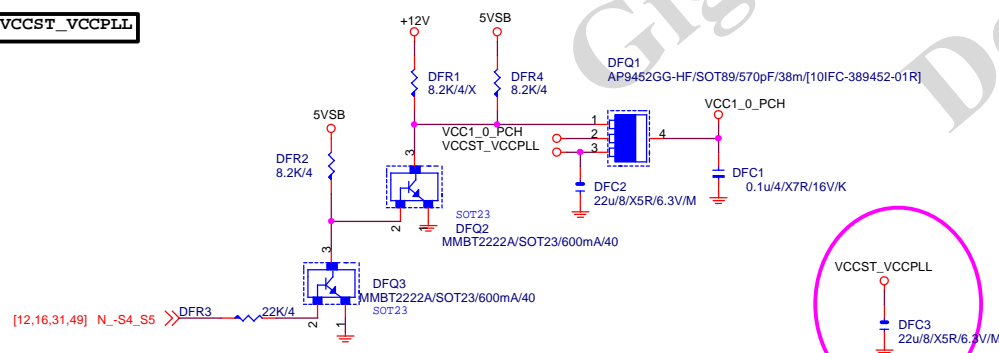 VCCST_VCCPLL
Gig
D
+12V
5VSB
DFR1
8.2K/4/X
DFR4
8.2K/4
DFQ1
AP9452GG-HF/SOT89/570pF/38m/[10IFC-389452-01R]
VCC1_0_PCH
5VSB
1
VCC1_0_PCH
2
VCCST_VCCPLL
3
4
DFR2
8.2K/4
3
DFC2
22u/8/X5R/6.3V/M
DFC1
0.1u/4/X7R/16V/K
2
1
SOT23
DFQ2
MMBT2222A/SOT23/600mA/40
3
DFQ3
MMBT2222A/SOT23/600mA/40
SOT23
VCCST_VCCPLL
[12,16,31,49] N_-S4_S5
DFR3
22K/4
2
1
DFC3
22u/8/X5R/6.3V/M